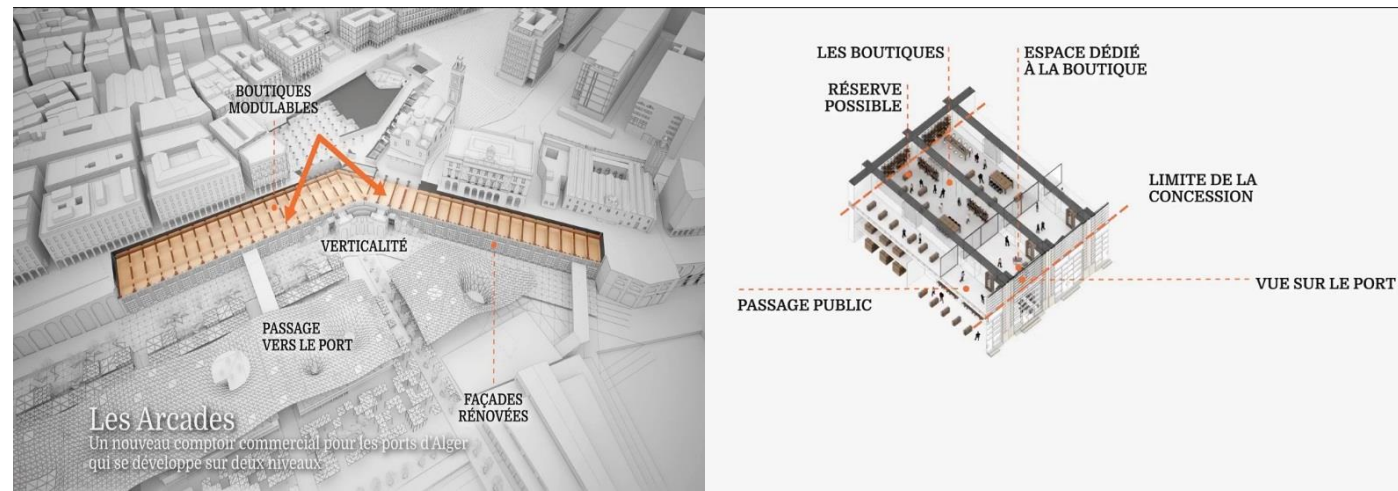 BOUTIQUES
MODULABLES
VERTICALITÉ
PASSAGE
VERS LE PORT
FAÇADES
RÉNOVÉES
Les Arcades
Un nouveau comptoir commercial pour les ports d'Alger
qui se développe sur deux niveaux
LES BOUTIQUES
ESPACE DÉDIÉ
À LA BOUTIQUE
RÉSERVE
POSSIBLE
LIMITE DE LA
CONCESSION
VUE SUR LE PORT
PASSAGE PUBLIC